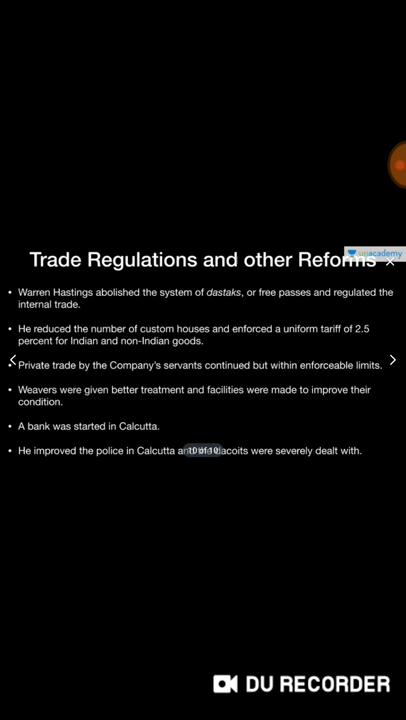 unacademy
Trade Regulations and other Reforms
• Warren Hastings abolished the system of dastaks, or free passes and regulated the
internal trade.
• He reduced the number of custom houses and enforced a uniform tariff of 2.5
percent for Indian and non-Indian goods.
• Private trade by the Company's servants continued but within enforceable limits.
• Weavers were given better treatment and facilities were made to improve their
condition.
• A bank was started in Calcutta.
• He improved the police in Calcutta and the dacoits were severely dealt with.
10 of 10
DU RECORDER